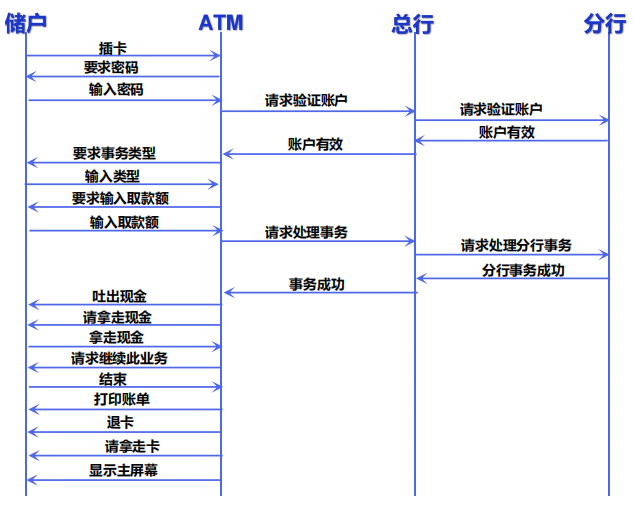 储户
ATM
总行
分行
插卡
要求密码
输入密码
请求验证账户
请求验证账户
账户有效
账户有效
要求事务类型
输入类型
要求输入取款额
输入取款额
请求处理事务
请求处理分行事务
分行事务成功
事务成功
吐出现金
请拿走现金
拿走现金
请求继续此业务
结束
打印账单
退卡
请拿走卡
显示主屏幕